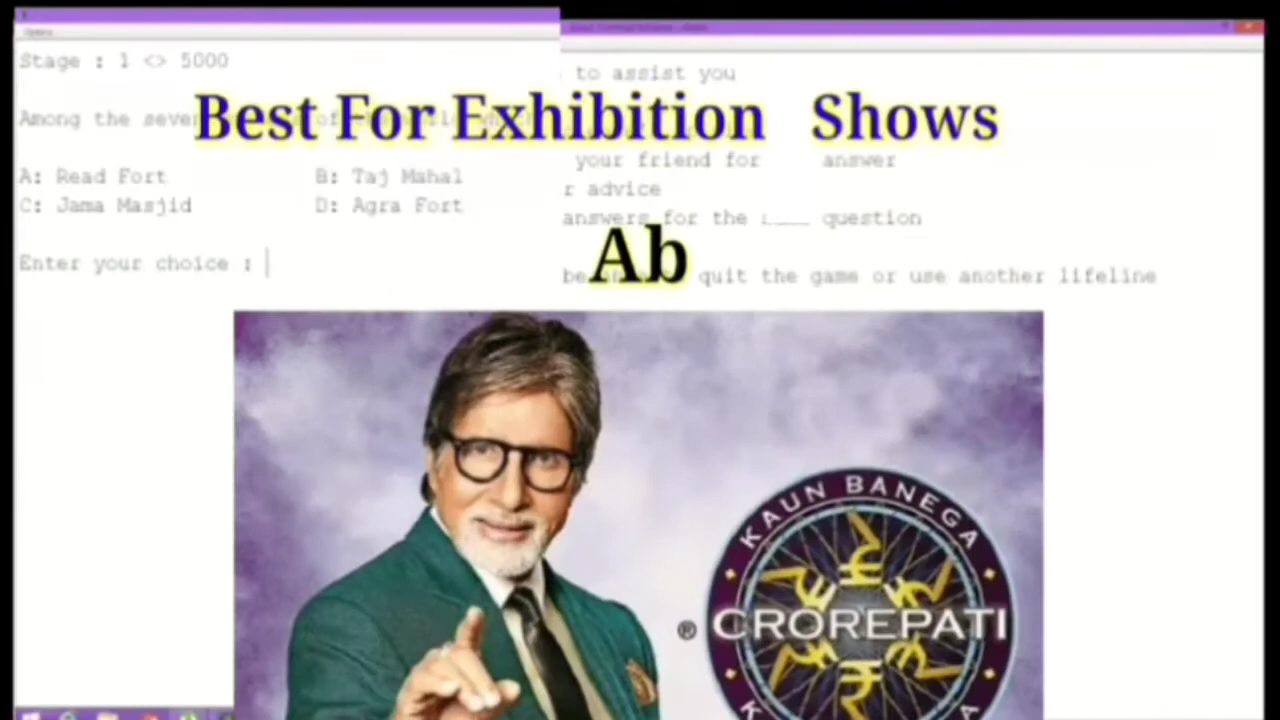 Stage : 1 <> 5000
to assist you
Best For Exhibition Shows
Among the seven
your friend for answer
A: Read Fort B: Taj Mahal
advice
C: Jama Masjid D: Agra Fort
answers for the question
Ab
Enter your choice :
quit the game or use another lifeline
KAUN BANEGA
® CROREPATI